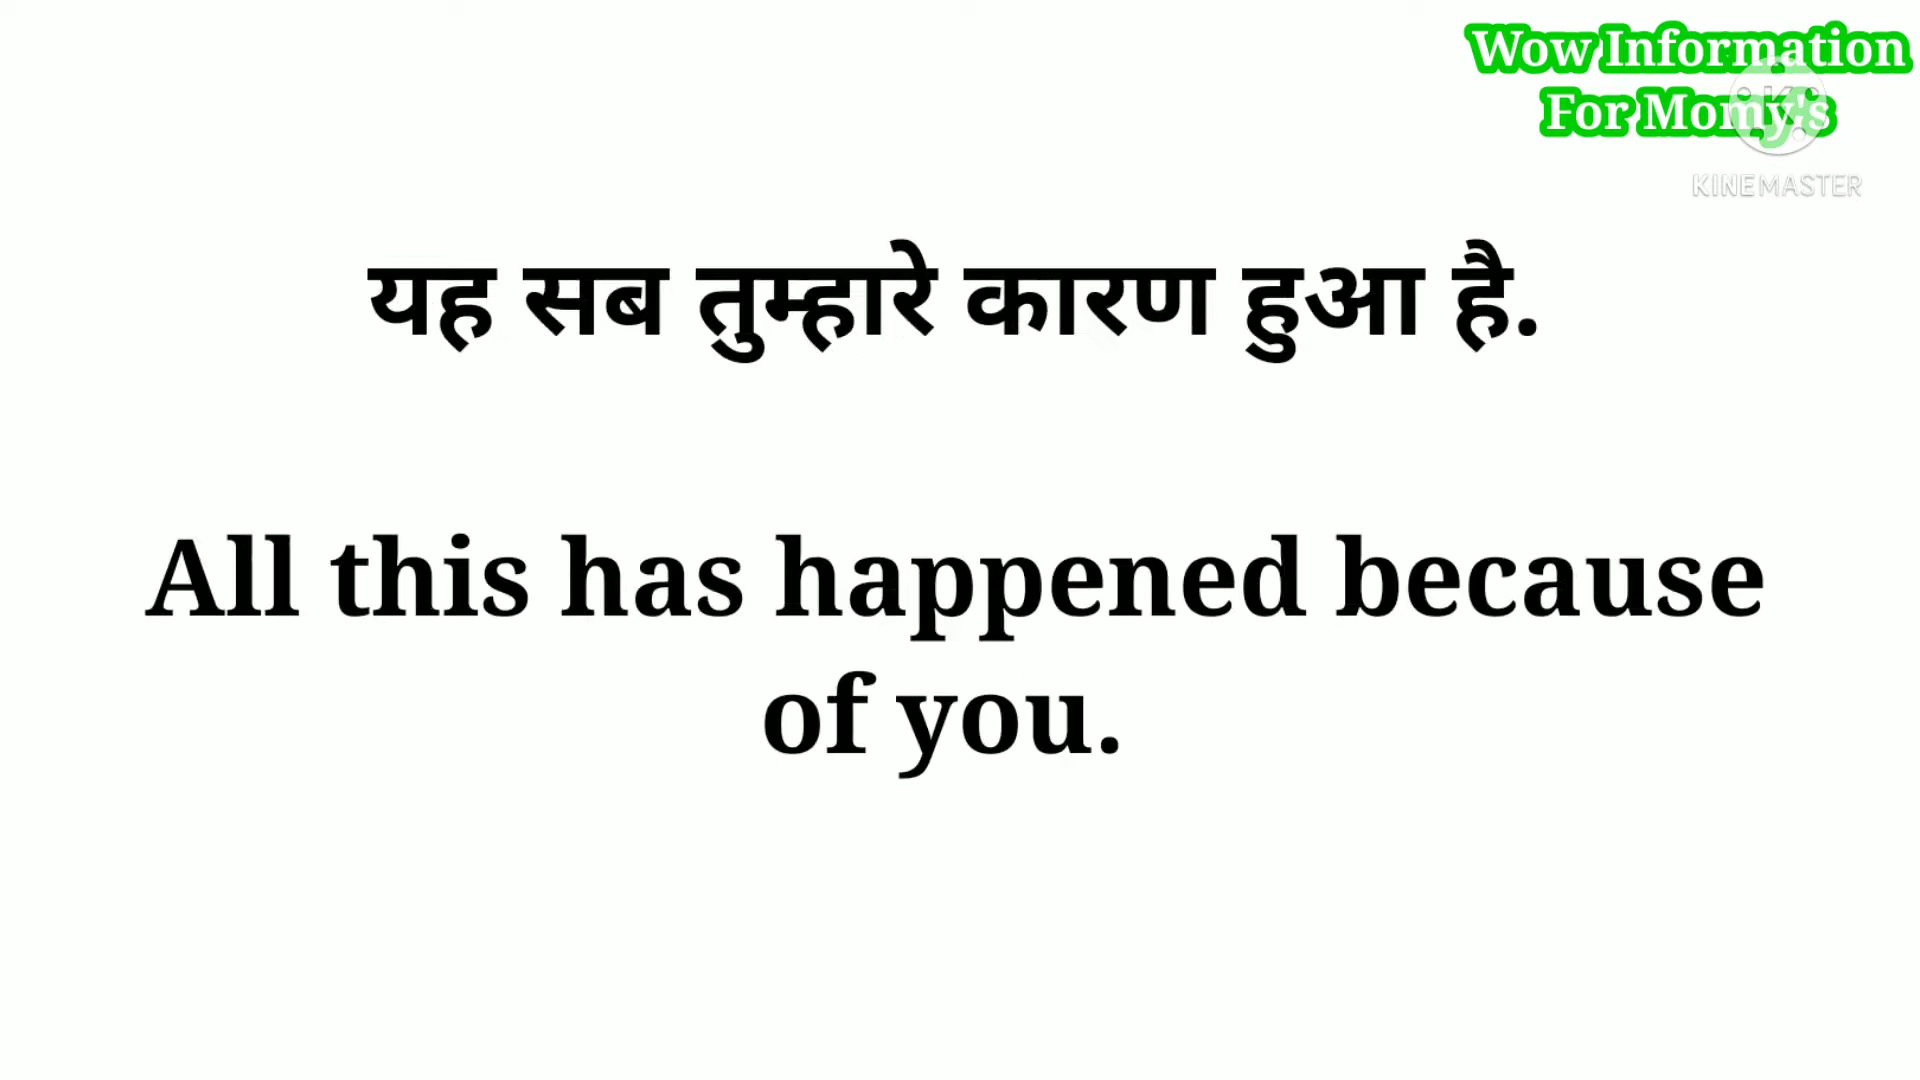 Wow Information
For Momy's
KINEMASTER
यह सब तुम्हारे कारण हुआ है.
All this has happened because
of you.